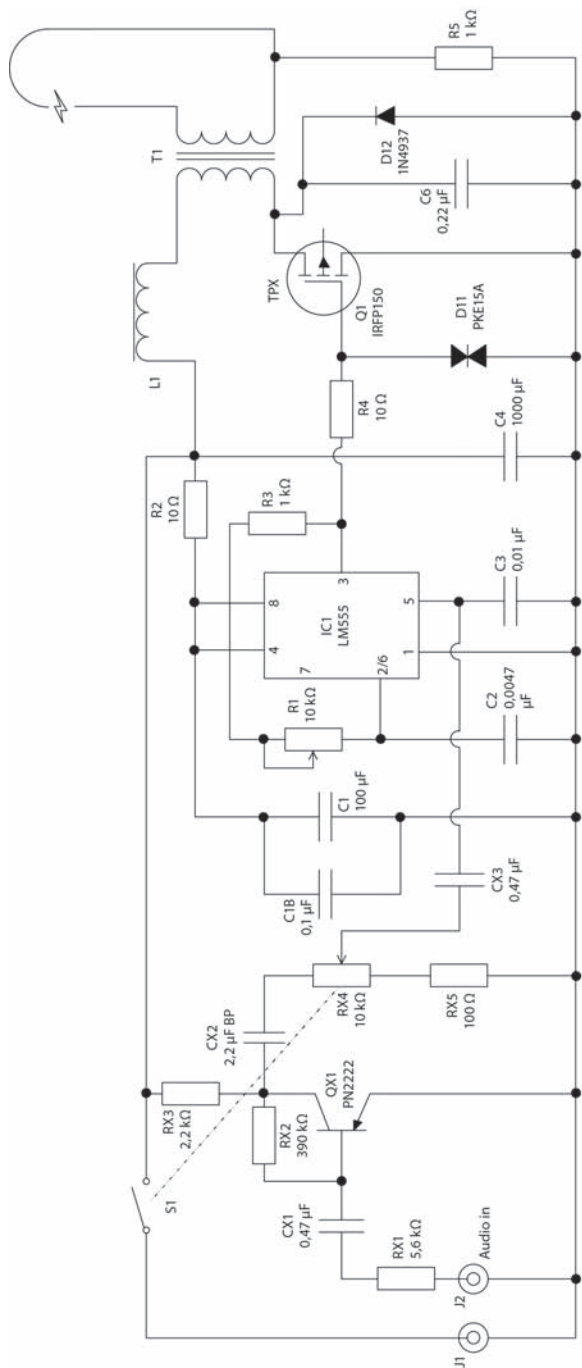 J1
J2
Audio in
RX1
5,6 kΩ
CX1
0,47 µF
S1
RX3
2,2 kΩ
RX2
390 kΩ
QX1
PN2222
CX2
2,2 µF BP
RX4
10 kΩ
RX5
100 Ω
CX3
0,47 µF
C1B
0,1 µF
C1
100 µF
R1
10 kΩ
C2
0,0047
µF
7
2/6
4
8
IC1
LM555
1
5
3
C3
0,01 µF
R3
1 kΩ
R2
10 Ω
C4
1000 µF
R4
10 Ω
L1
D11
PKE15A
TPX
Q1
IRFP150
T1
C6
0,22 µF
D12
1N4937
R5
1 kΩ